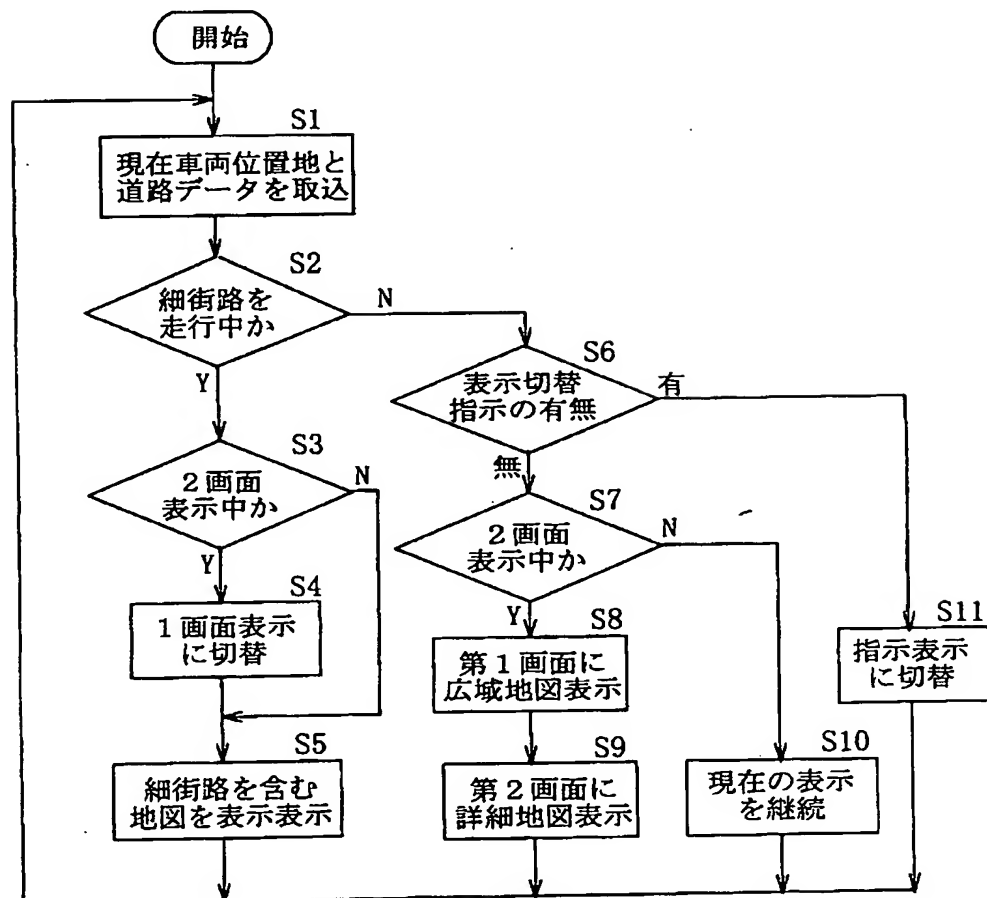 開始
S1
現在車両位置地と
道路データを取込
S2
細街路を
走行中か
N
Y
S3
2画面
表示中か
N
Y
S4
1画面表示
に切替
S5
細街路を含む
地図を表示表示
S6
表示切替
指示の有無
有
無
S7
2画面
表示中か
N
Y
S8
第1画面に
広域地図表示
S9
第2画面に
詳細地図表示
S10
現在の表示
を継続
S11
指示表示
に切替